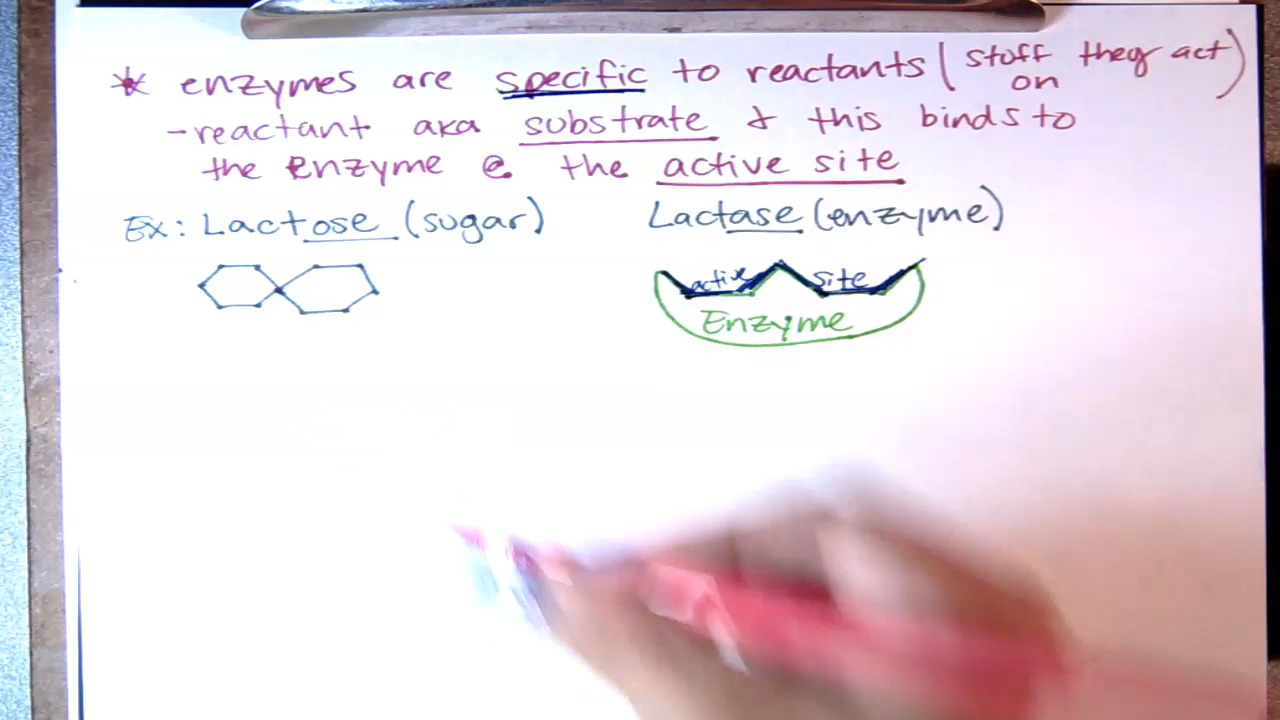 * enzymes are specific to reactants (stuff they act on)
- reactant aka substrate & this binds to
the enzyme @ the active site
Ex: Lactose (sugar)
Lactase (enzyme)
active site
Enzyme